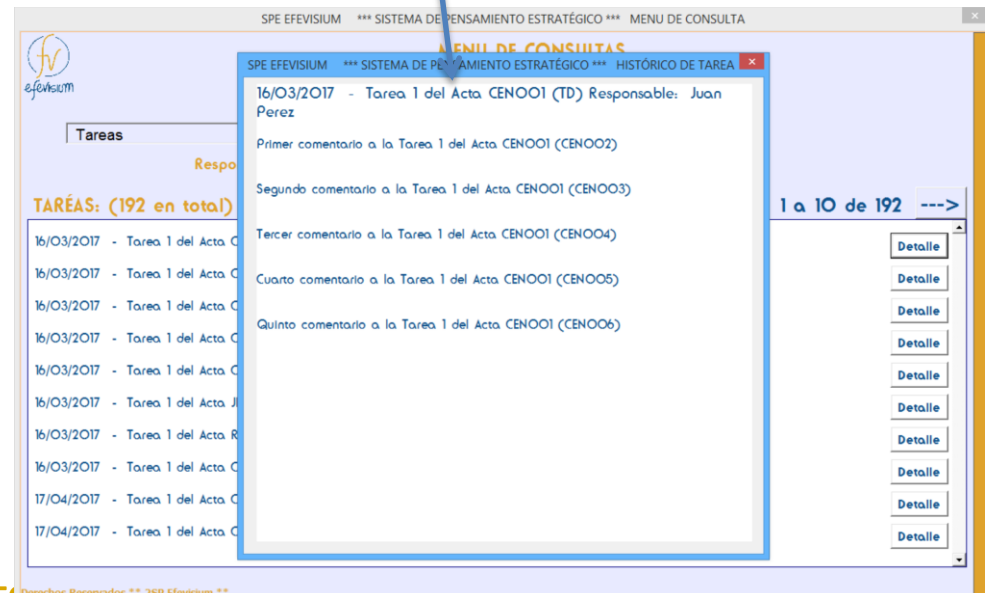 SPE EFEVISIUM *** SISTEMA DE PENSAMIENTO ESTRATÉGICO *** MENU DE CONSULTA
MENU DE CONSULTAS
SPE EFEVISIUM *** SISTEMA DE PENSAMIENTO ESTRATÉGICO *** HISTÓRICO DE TAREA
fv
efevisium
16/03/2017 - Tarea 1 del Acta CEN001 (TD) Responsable: Juan
Perez
Primer comentario a la Tarea 1 del Acta CEN001 (CEN002)
Segundo comentario a la Tarea 1 del Acta CEN001 (CEN003)
Tercer comentario a la Tarea 1 del Acta CEN001 (CEN004)
Cuarto comentario a la Tarea 1 del Acta CEN001 (CEN005)
Quinto comentario a la Tarea 1 del Acta CEN001 (CEN006)
Tareas
Respo
TARÉAS: (192 en total) 1 a 10 de 192 --->
16/03/2017 - Tarea 1 del Acta C Detalle
16/03/2017 - Tarea 1 del Acta C Detalle
16/03/2017 - Tarea 1 del Acta C Detalle
16/03/2017 - Tarea 1 del Acta C Detalle
16/03/2017 - Tarea 1 del Acta C Detalle
16/03/2017 - Tarea 1 del Acta J Detalle
16/03/2017 - Tarea 1 del Acta R Detalle
16/03/2017 - Tarea 1 del Acta C Detalle
17/04/2017 - Tarea 1 del Acta C Detalle
17/04/2017 - Tarea 1 del Acta C Detalle